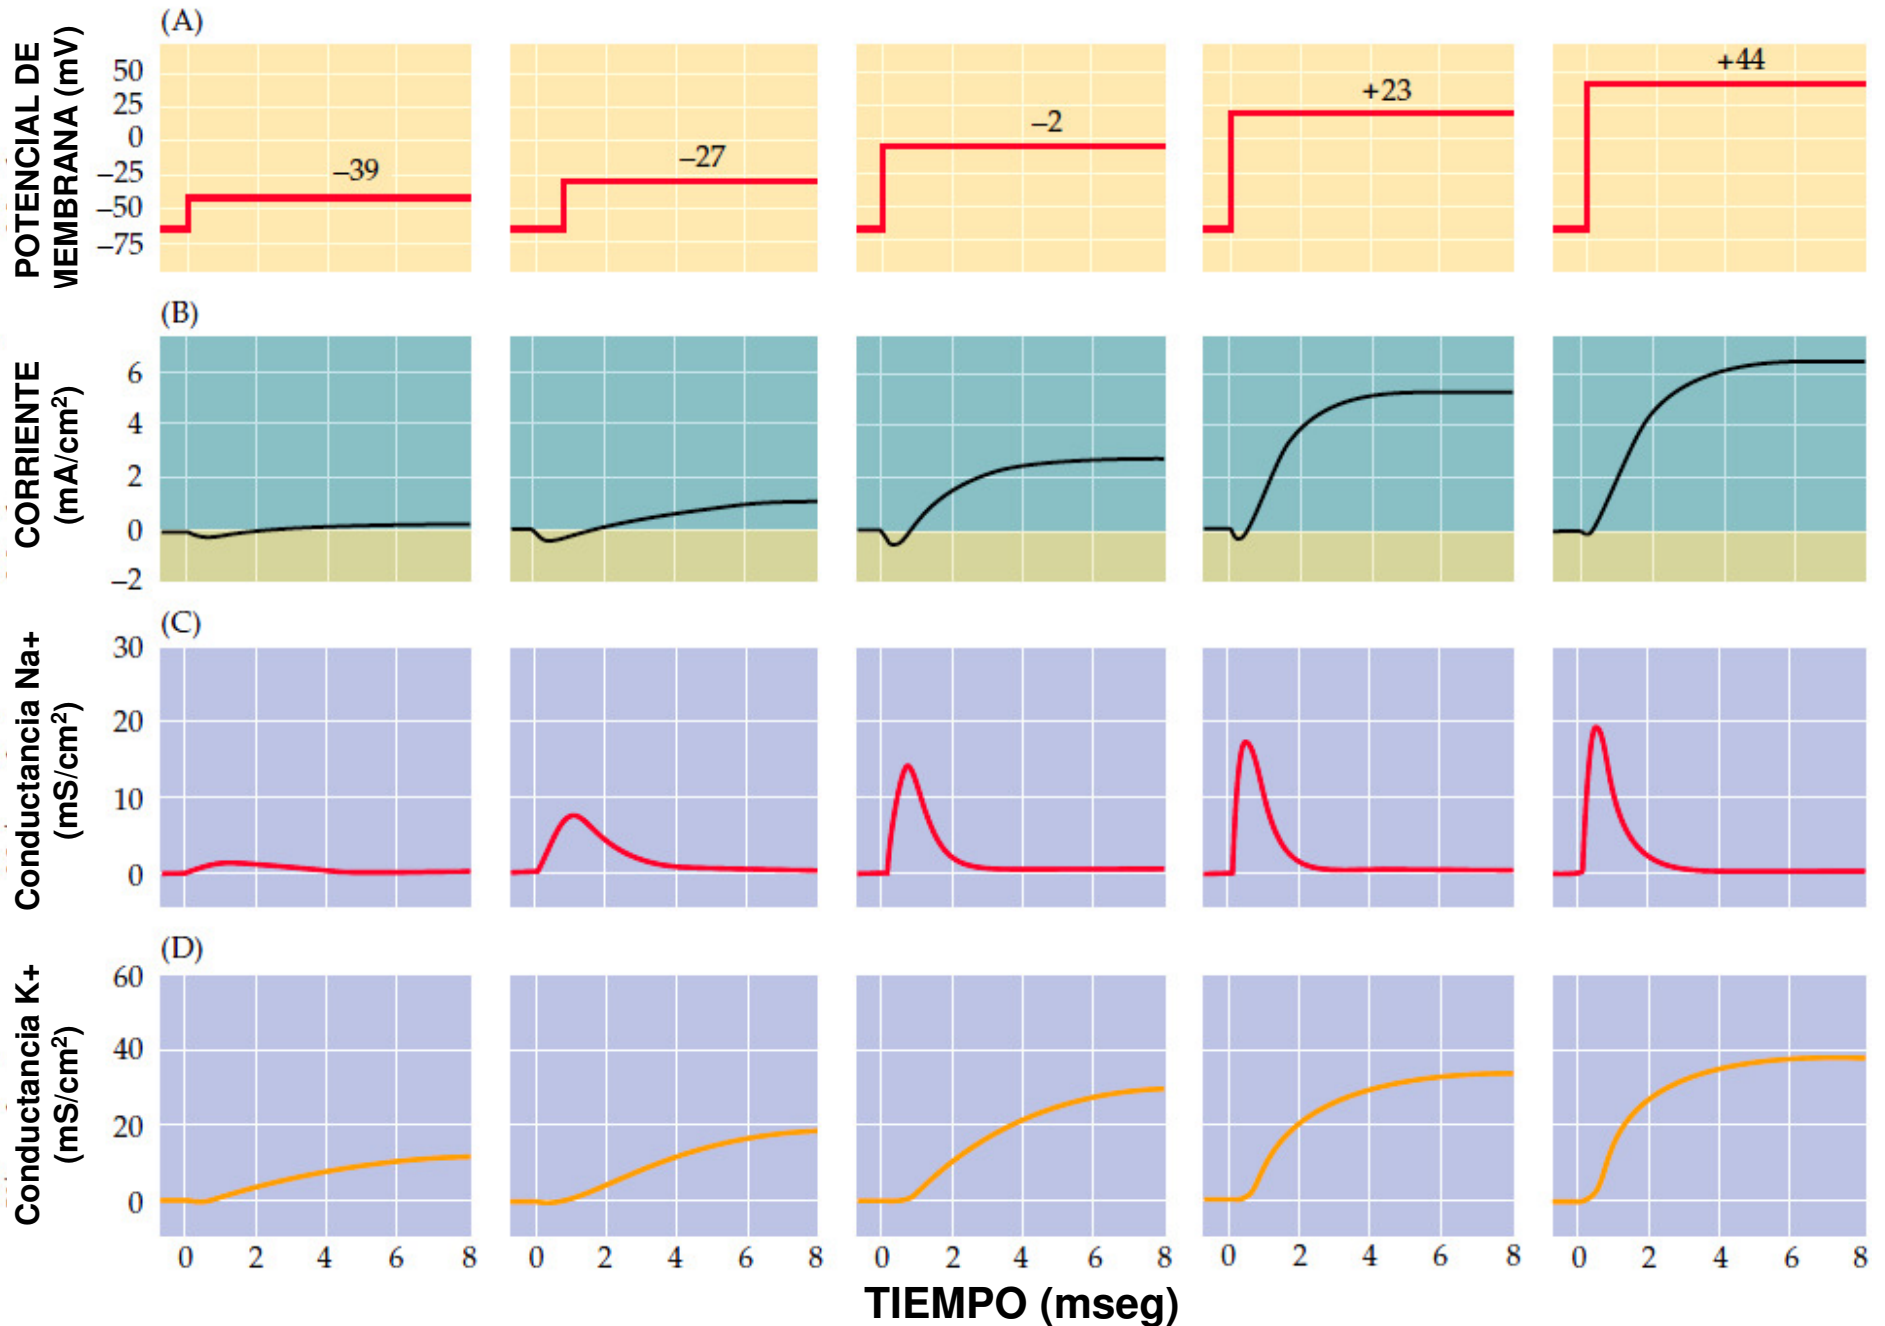 (A)
POTENCIAL DE
MEMBRANA (mV)
50
25
0
–25
–50
–75
–39
–27
–2
+23
+44
(B)
CORRIENTE
(mA/cm²)
6
4
2
0
–2
(C)
Conductancia Na+
(mS/cm²)
30
20
10
0
(D)
Conductancia K+
(mS/cm²)
60
40
20
0
0 2 4 6 8
0 2 4 6 8
0 2 4 6 8
0 2 4 6 8
0 2 4 6 8
TIEMPO (mseg)